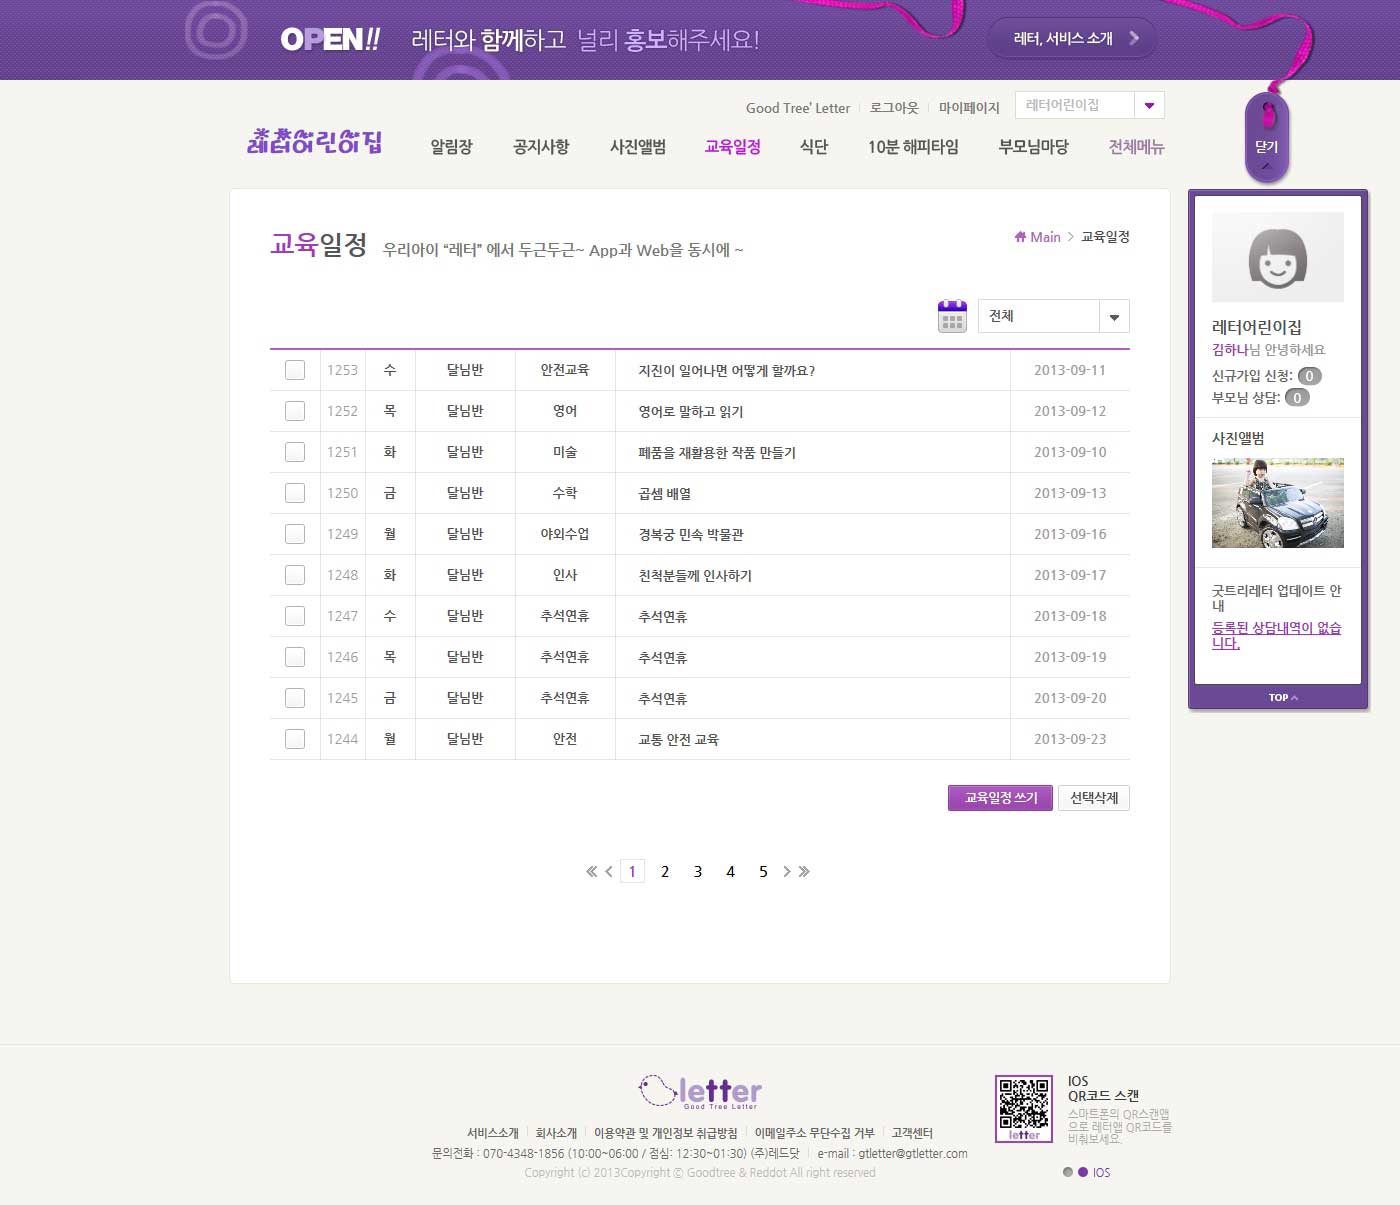 OPEN!! 레터와 함께하고 널리 홍보해주세요!
레터, 서비스 소개
Good Tree' Letter 로그아웃 마이페이지 레터어린이집
닫기
레터어린이집
알림장 공지사항 사진앨범 교육일정 식단 10분 해피타임 부모님마당 전체메뉴
교육일정 우리아이 “레터” 에서 두근두근~ App과 Web을 동시에 ~
Main > 교육일정
전체
1253 수 달님반 안전교육 지진이 일어나면 어떻게 할까요? 2013-09-11
1252 목 달님반 영어 영어로 말하고 읽기 2013-09-12
1251 화 달님반 미술 폐품을 재활용한 작품 만들기 2013-09-10
1250 금 달님반 수학 곱셈 배열 2013-09-13
1249 월 달님반 야외수업 경복궁 민속 박물관 2013-09-16
1248 화 달님반 인사 친척분들께 인사하기 2013-09-17
1247 수 달님반 추석연휴 추석연휴 2013-09-18
1246 목 달님반 추석연휴 추석연휴 2013-09-19
1245 금 달님반 추석연휴 추석연휴 2013-09-20
1244 월 달님반 안전 교통 안전 교육 2013-09-23
교육일정 쓰기 선택삭제
1 2 3 4 5
레터어린이집
김하나님 안녕하세요
신규가입 신청: 0
부모님 상담: 0
사진앨범
굿트리레터 업데이트 안
내
등록된 상담내역이 없습
니다.
TOP
letter
Good Tree Letter
서비스소개 회사소개 이용약관 및 개인정보 취급방침 이메일주소 무단수집 거부 고객센터
문의전화 : 070-4348-1856 (10:00~06:00 / 점심: 12:30~01:30) (주)레드닷 e-mail : gtletter@gtletter.com
Copyright (c) 2013Copyright ⓒ Goodtree & Reddot All right reserved
letter
IOS
QR코드 스캔
스마트폰의 QR스캔앱
으로 레터앱 QR코드를
비춰보세요.
IOS